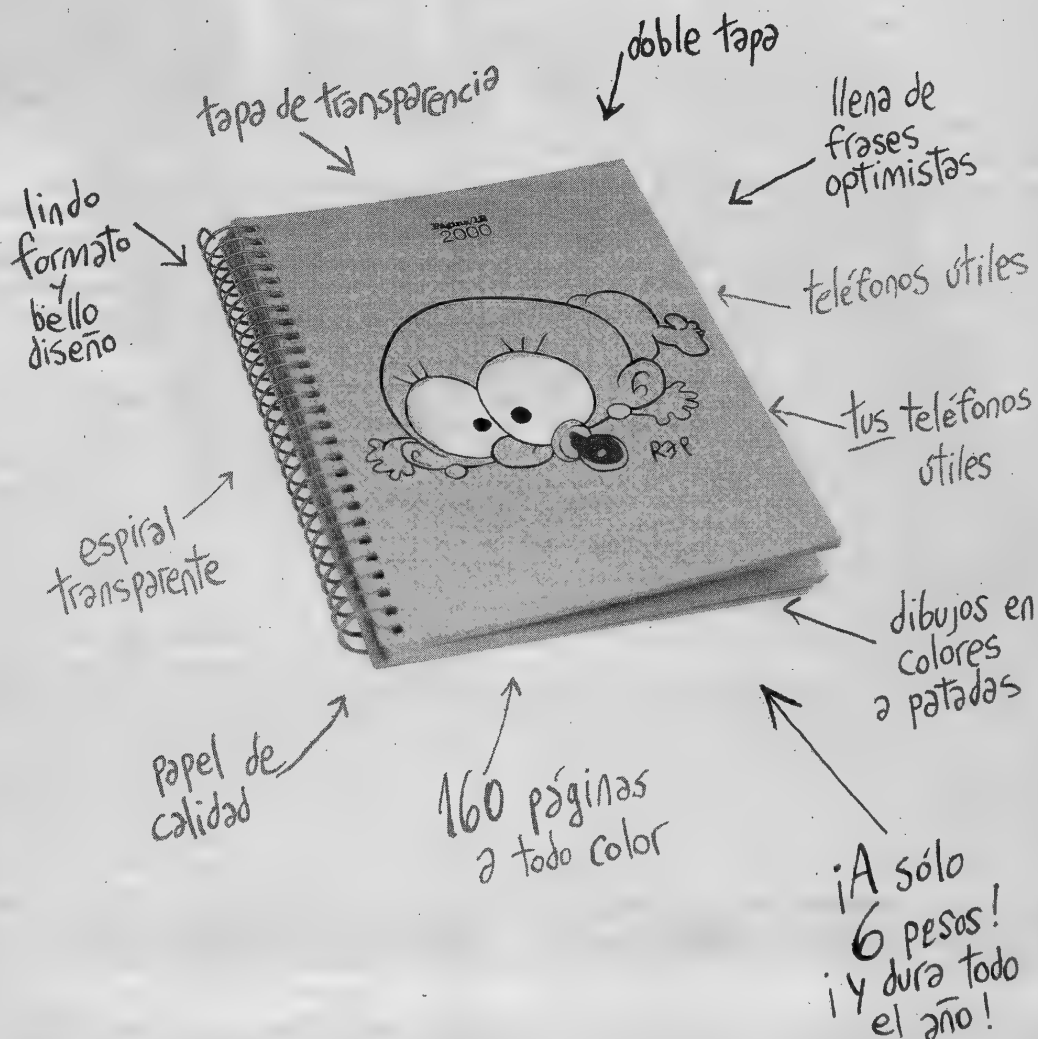 doble tapa
tapa de transparencia
llena de
frases
optimistas
lindo
formato
y
bello
diseño
Página/12
2000
teléfonos útiles
tus teléfonos
útiles
REP
espiral
transparente
dibujos en
colores
a patadas
papel de
calidad
160 páginas
a todo color
¡A sólo
6 pesos!
¡y dura todo
el año!